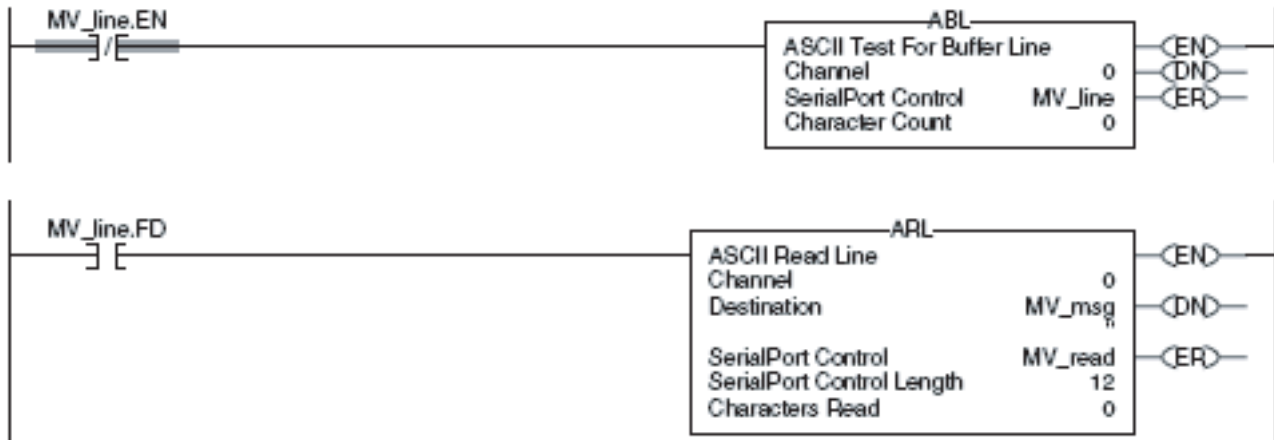 MV_line.EN
ABL
ASCII Test For Buffer Line
EN
Channel 0
DN
SerialPort Control MV_line
ER
Character Count 0
MV_line.FD
ARL
ASCII Read Line
EN
Channel 0
Destination MV_msg
DN
SerialPort Control MV_read
ER
SerialPort Control Length 12
Characters Read 0